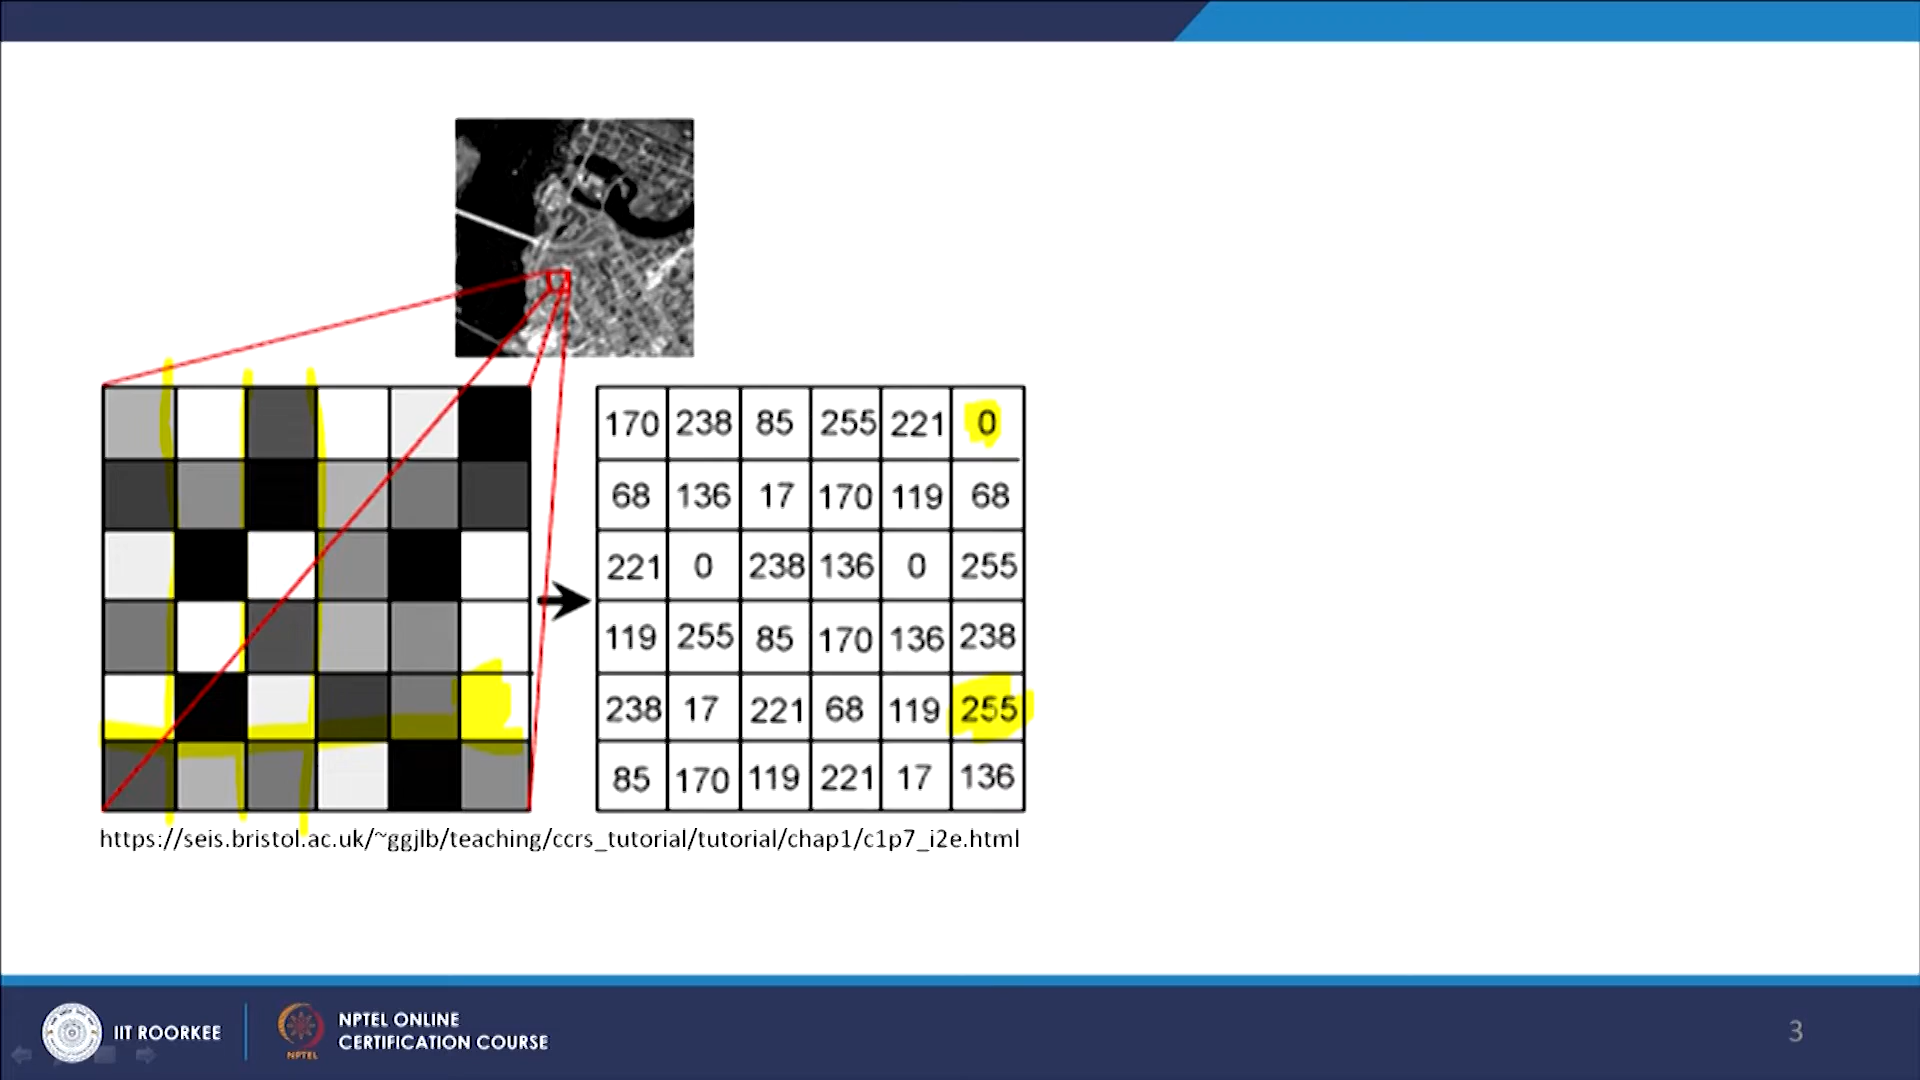 170 238 85 255 221 0
68 136 17 170 119 68
221 0 238 136 0 255
119 255 85 170 136 238
238 17 221 68 119 255
85 170 119 221 17 136
https://seis.bristol.ac.uk/~ggjlb/teaching/ccrs_tutorial/tutorial/chap1/c1p7_i2e.html
IIT ROORKEE
NPTEL
NPTEL ONLINE
CERTIFICATION COURSE
3